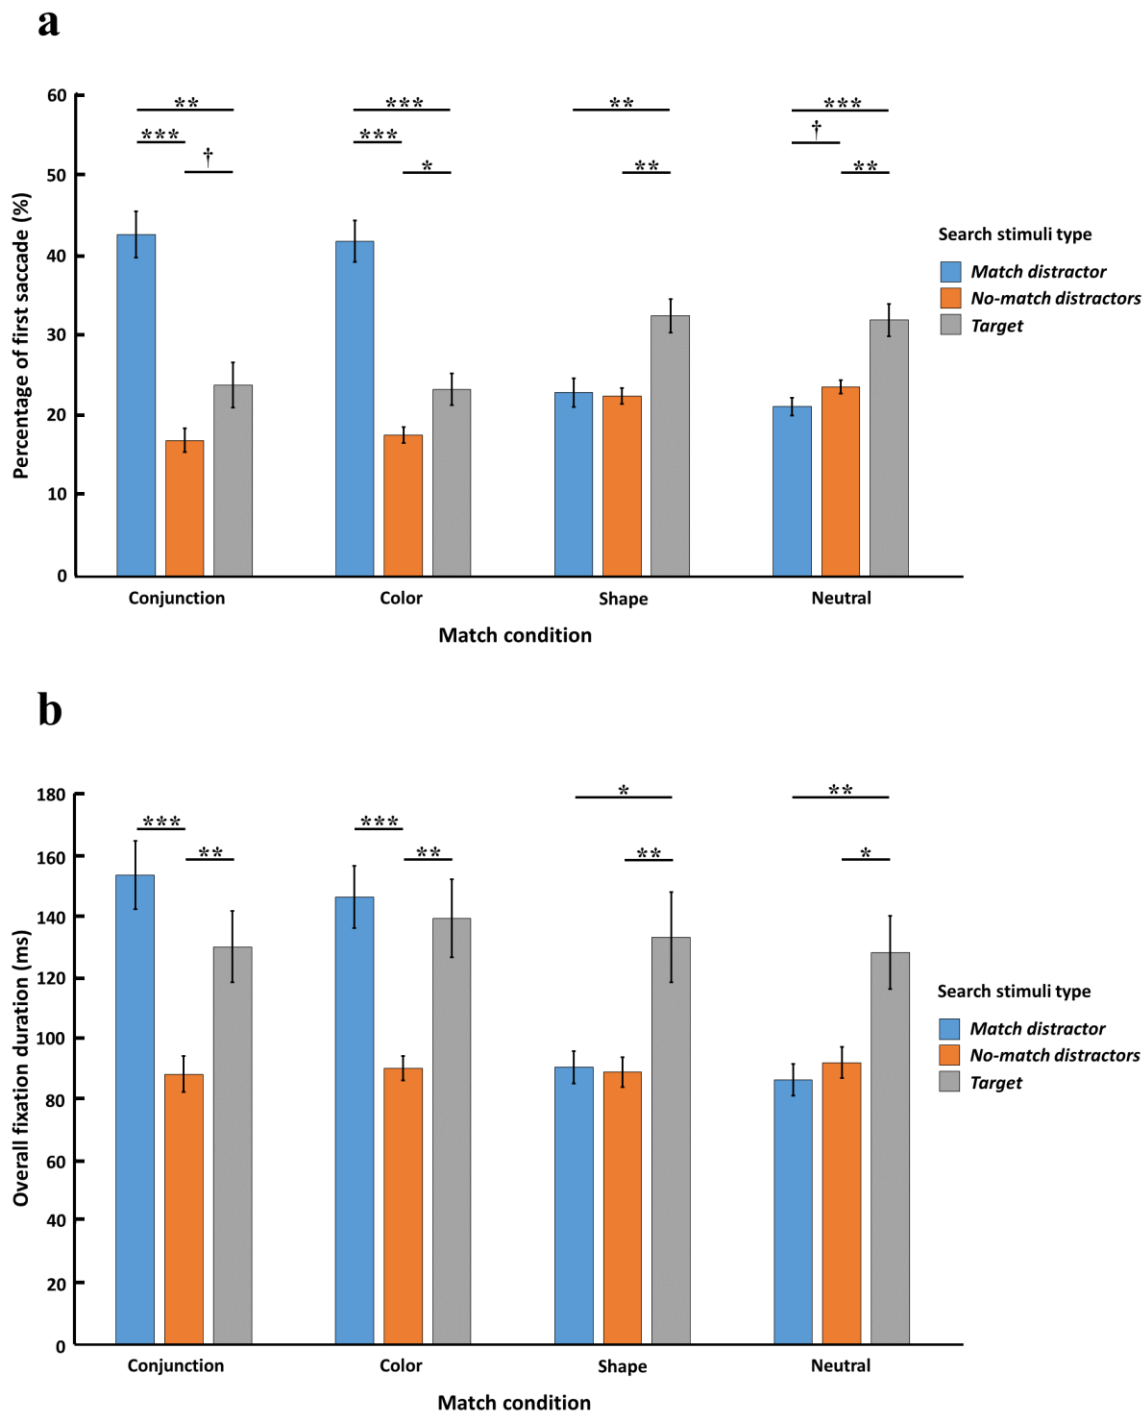 a
** *** ** ***
*** *** †
† * ** **
60
50
40
30
20
10
0
Percentage of first saccade (%)
Conjunction Color Shape Neutral
Match condition
Search stimuli type
Match distractor
No-match distractors
Target
b
* **
*** ***
** ** ** *
180
160
140
120
100
80
60
40
20
0
Overall fixation duration (ms)
Conjunction Color Shape Neutral
Match condition
Search stimuli type
Match distractor
No-match distractors
Target